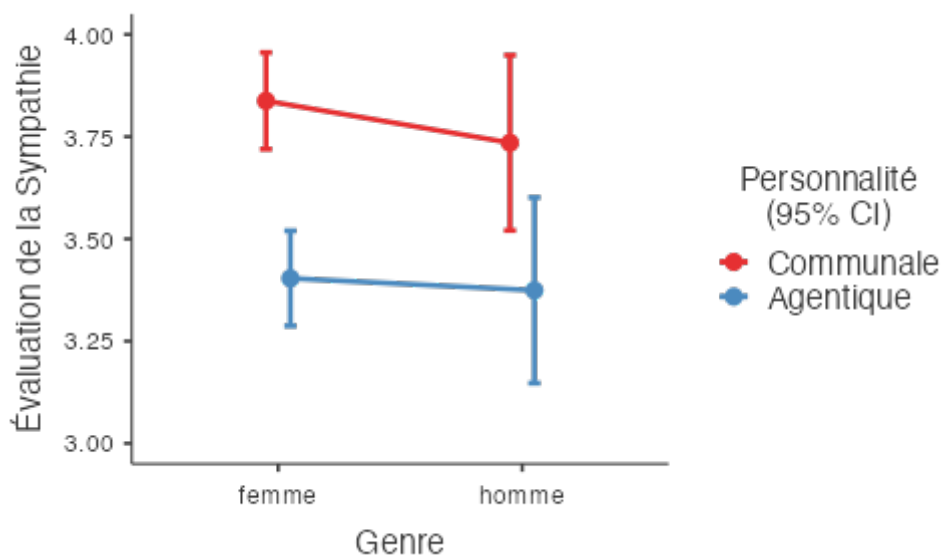 Évaluation de la Sympathie
4.00
3.75
3.50
3.25
3.00
femme
homme
Genre
Personnalité
(95% CI)
Communale
Agentique